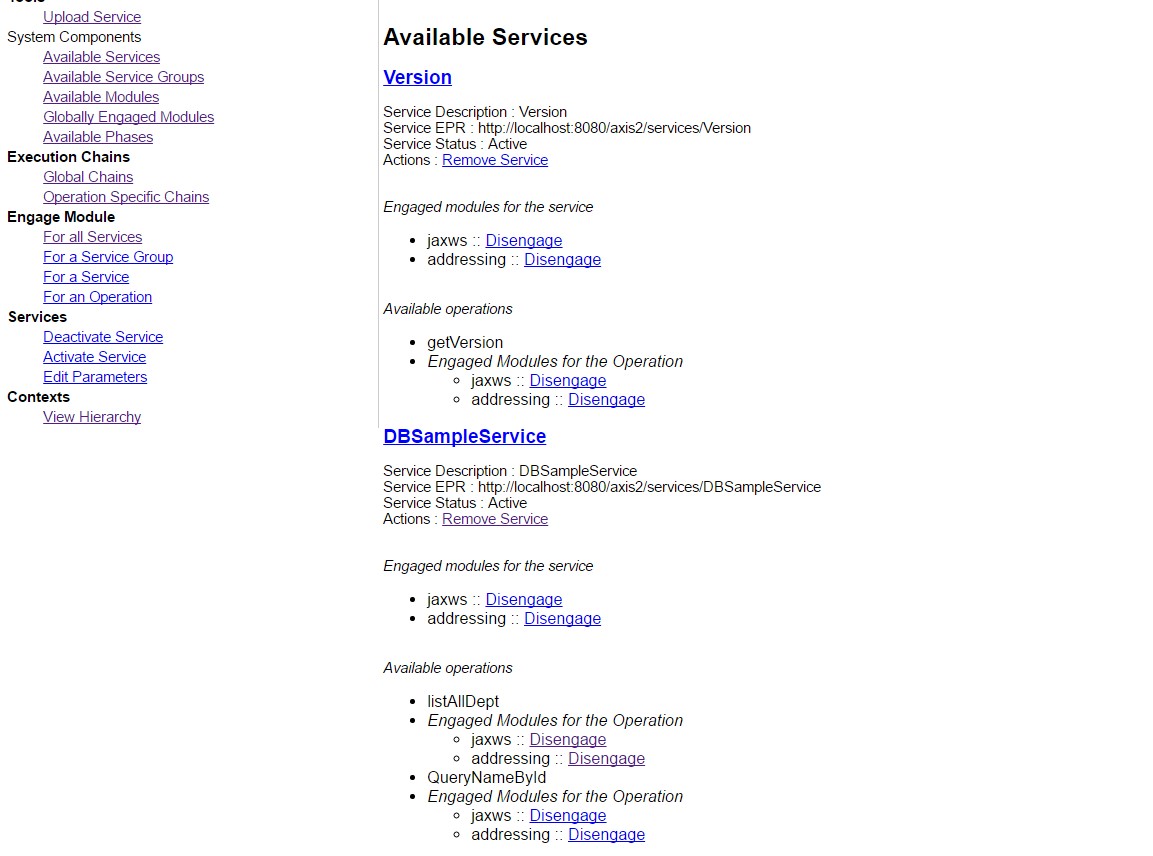 Tools
Upload Service
System Components
Available Services
Available Service Groups
Available Modules
Globally Engaged Modules
Available Phases
Execution Chains
Global Chains
Operation Specific Chains
Engage Module
For all Services
For a Service Group
For a Service
For an Operation
Services
Deactivate Service
Activate Service
Edit Parameters
Contexts
View Hierarchy
Available Services
Version
Service Description : Version
Service EPR : http://localhost:8080/axis2/services/Version
Service Status : Active
Actions : Remove Service
Engaged modules for the service
• jaxws :: Disengage
• addressing :: Disengage
Available operations
• getVersion
• Engaged Modules for the Operation
◦ jaxws :: Disengage
◦ addressing :: Disengage
DBSampleService
Service Description : DBSampleService
Service EPR : http://localhost:8080/axis2/services/DBSampleService
Service Status : Active
Actions : Remove Service
Engaged modules for the service
• jaxws :: Disengage
• addressing :: Disengage
Available operations
• listAllDept
• Engaged Modules for the Operation
◦ jaxws :: Disengage
◦ addressing :: Disengage
• QueryNameById
• Engaged Modules for the Operation
◦ jaxws :: Disengage
◦ addressing :: Disengage